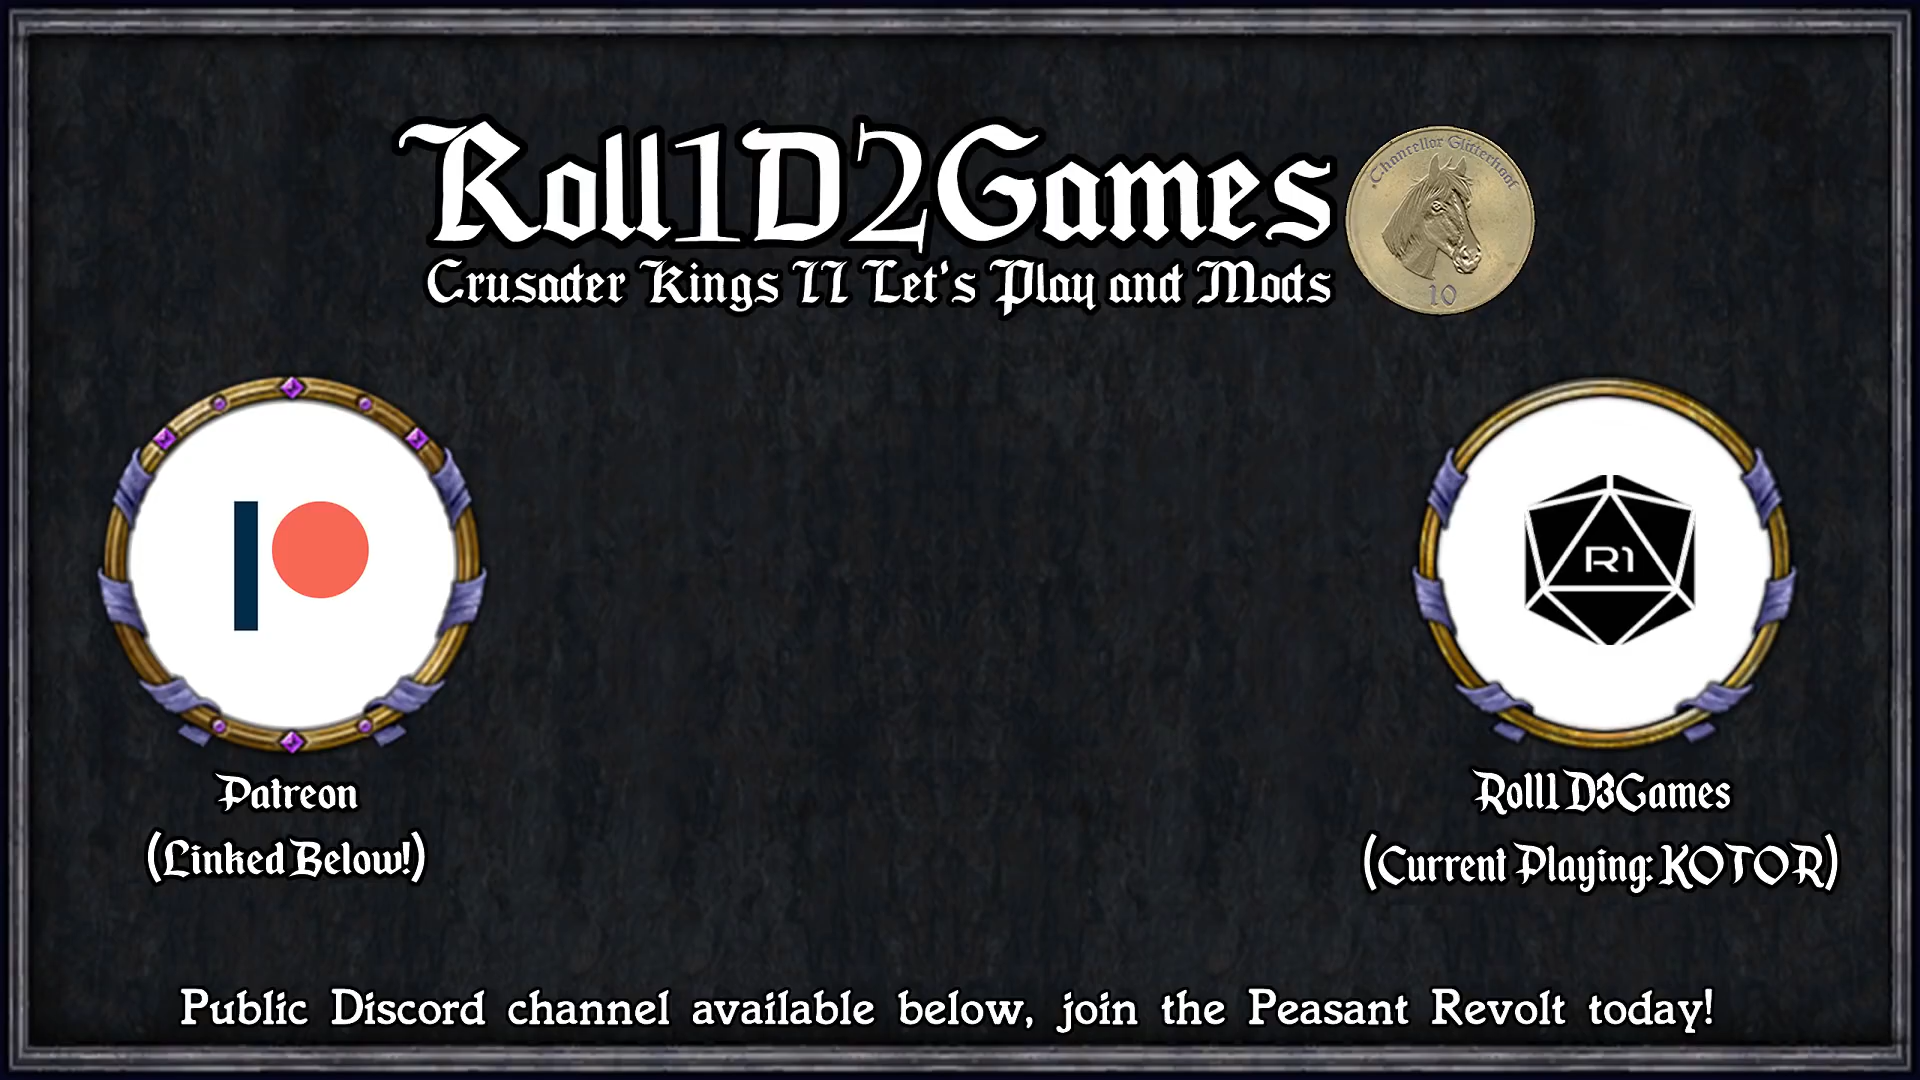 Roll1D2Games
Chancellor Glitterhoof
10
Crusader Kings II Let's Play and Mods
R1
Patreon
(Linked Below!)
Roll1D3Games
(Current Playing: KOTOR)
Public Discord channel available below, join the Peasant Revolt today!